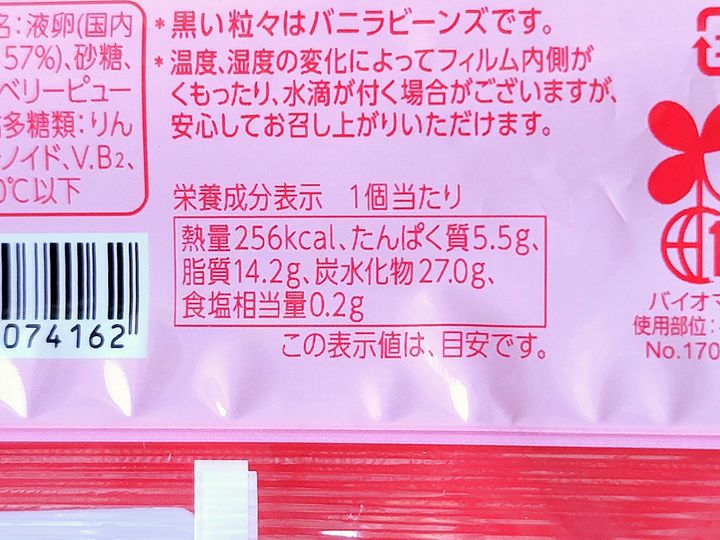 名:液卵(国内
57%)、砂糖、
ベリーピュー
多糖類:りん
ノイド、V.B₂、
0℃以下
*黒い粒々はバニラビーンズです。
*温度、湿度の変化によってフィルム内側が
くもったり、水滴が付く場合がございますが、
安心してお召し上がりいただけます。
栄養成分表示 1個当たり
熱量256kcal、たんぱく質5.5g、
脂質14.2g、炭水化物27.0g、
食塩相当量0.2g
この表示値は、目安です。
074162
バイオマ
使用部位:
No.170